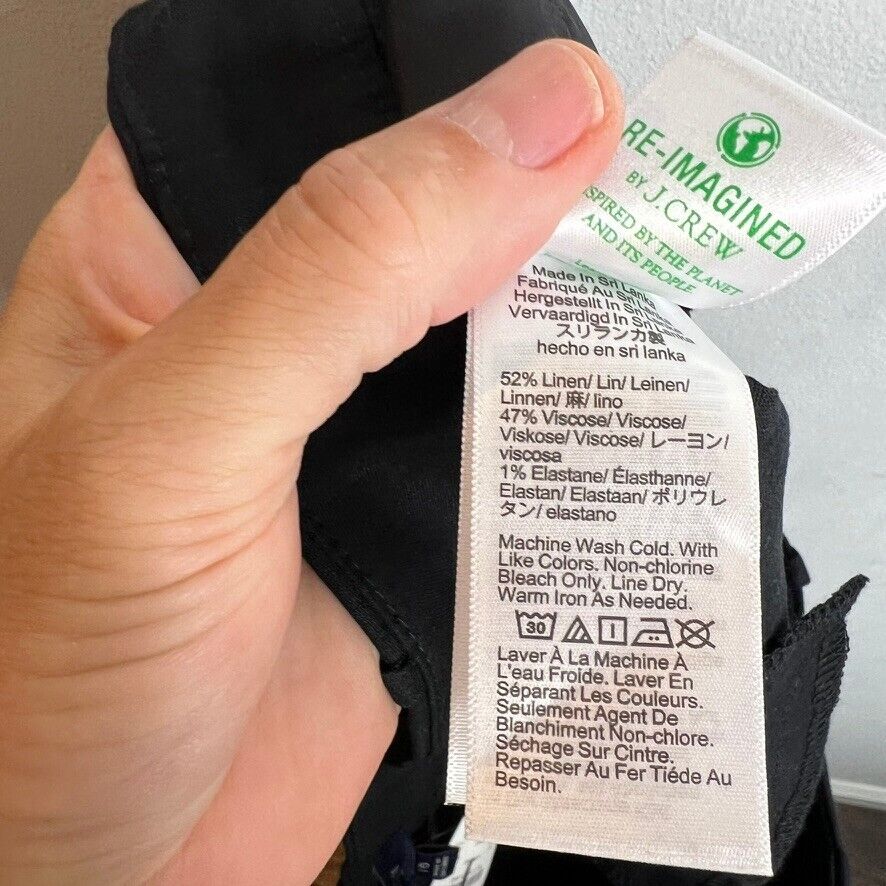 RE-IMAGINED
BY J.CREW
INSPIRED BY THE PLANET
AND ITS PEOPLE
Made In Sri Lanka
Fabriqué Au Sri Lanka
Hergestellt In Sri Lanka
Vervaardigd In Sri Lanka
スリランカ製
hecho en sri lanka
52% Linen/ Lin/ Leinen/
Linnen/ 麻/ lino
47% Viscose/ Viscose/
Viskose/ Viscose/ レーヨン/
viscosa
1% Elastane/ Élasthanne/
Elastan/ Elastaan/ ポリウレ
タン/ elastano
Machine Wash Cold. With
Like Colors. Non-chlorine
Bleach Only. Line Dry.
Warm Iron As Needed.
30
Laver À La Machine À
L'eau Froide. Laver En
Séparant Les Couleurs.
Seulement Agent De
Blanchiment Non-chlore.
Séchage Sur Cintre.
Repasser Au Fer Tiéde Au
Besoin.